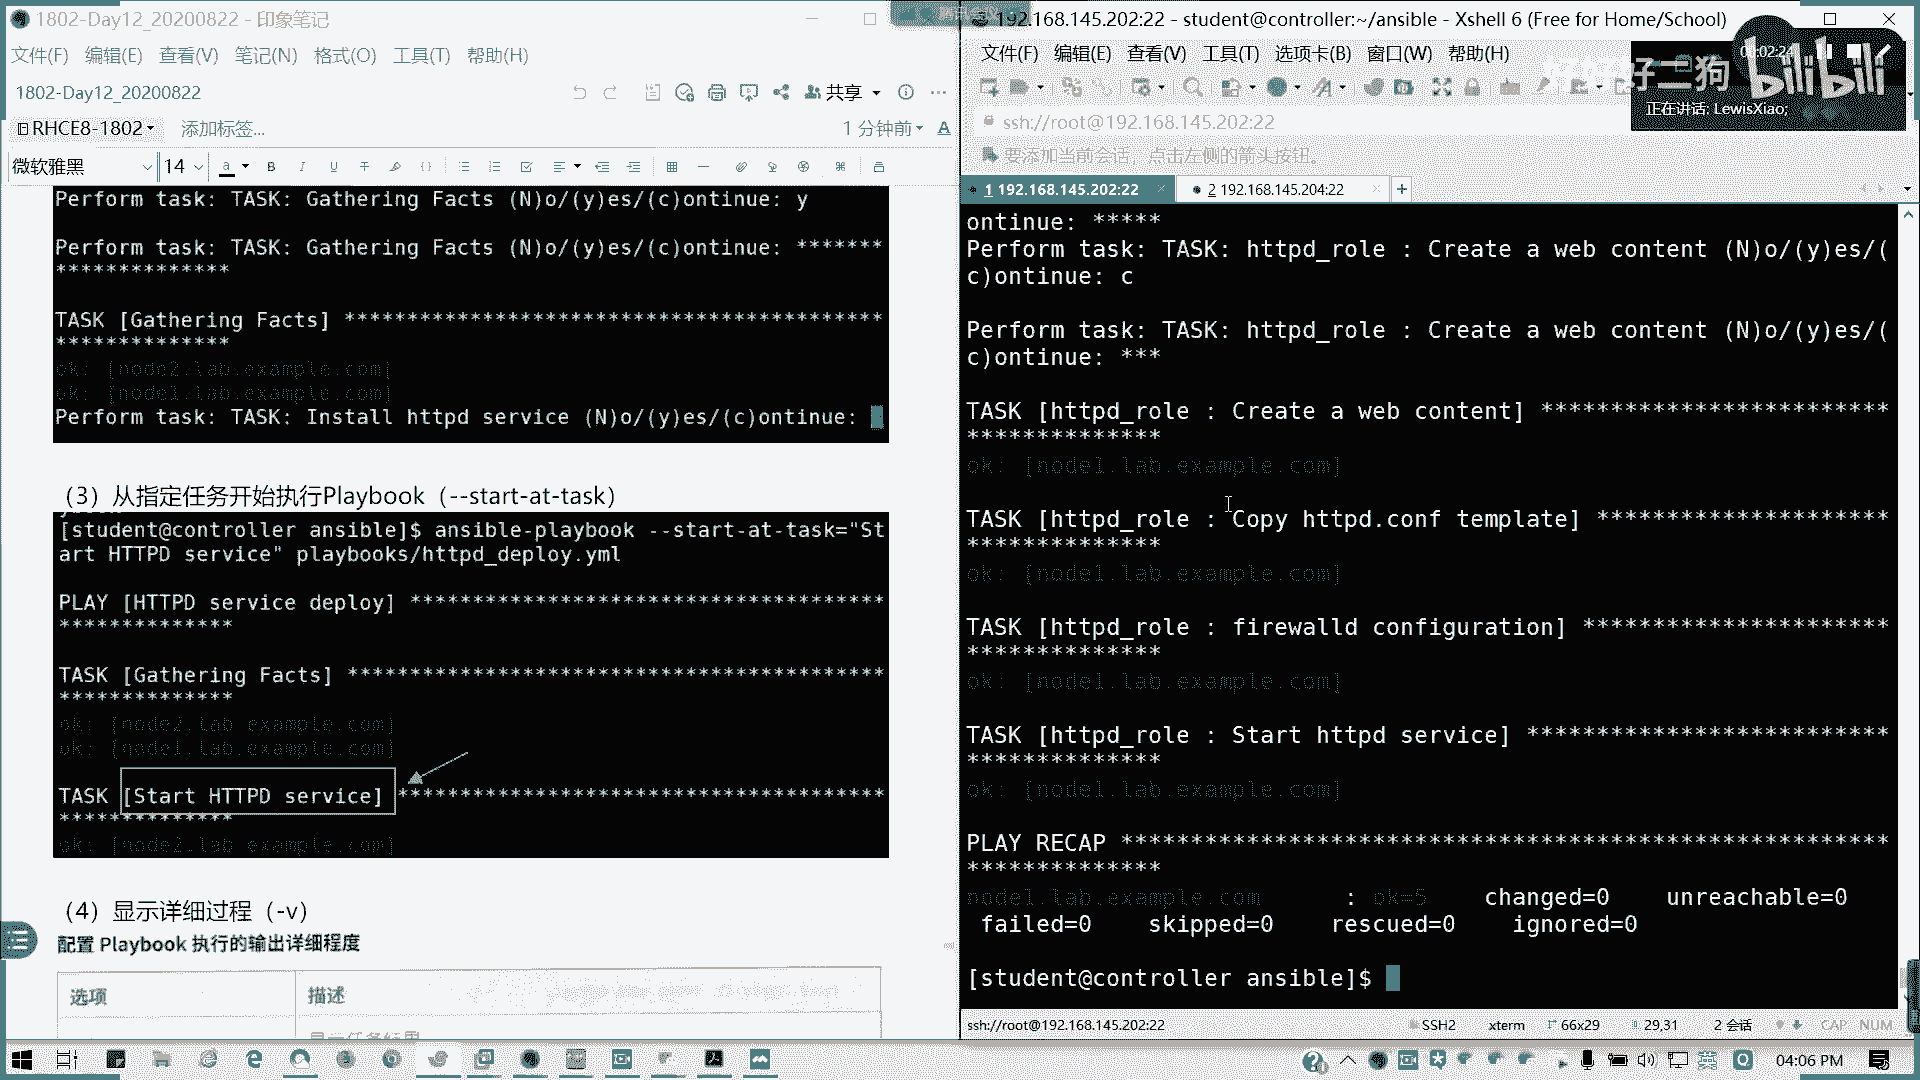 1802-Day12_20200822 - 印象笔记
文件(F) 编辑(E) 查看(V) 笔记(N) 格式(O) 工具(T) 帮助(H)
1802-Day12_20200822
共享
RHCE8-1802
添加标签...
1 分钟前
微软雅黑
14
Perform task: TASK: Gathering Facts (N)o/(y)es/(c)ontinue: y
Perform task: TASK: Gathering Facts (N)o/(y)es/(c)ontinue: *******
**************
TASK [Gathering Facts] *******************************************
**************
ok: [node2.lab.example.com]
ok: [node1.lab.example.com]
Perform task: TASK: Install httpd service (N)o/(y)es/(c)ontinue:
（3）从指定任务开始执行Playbook（--start-at-task）
[student@controller ansible]$ ansible-playbook --start-at-task="St
art HTTPD service" playbooks/httpd_deploy.yml
PLAY [HTTPD service deploy] **************************************
**************
TASK [Gathering Facts] *******************************************
**************
ok: [node2.lab.example.com]
ok: [node1.lab.example.com]
TASK [Start HTTPD service] ***************************************
**************
ok: [node2.lab.example.com]
（4）显示详细过程（-v）
配置 Playbook 执行的输出详细程度
选项 描述
192.168.145.202:22 - student@controller:~/ansible - Xshell 6 (Free for Home/School)
文件(F) 编辑(E) 查看(V) 工具(T) 选项卡(B) 窗口(W) 帮助(H)
bilibili
正在讲话: LewisXiao;
ssh://root@192.168.145.202:22
要添加当前会话，点击左侧的箭头按钮。
1 192.168.145.202:22
2 192.168.145.204:22
ontinue: *****
Perform task: TASK: httpd_role : Create a web content (N)o/(y)es/(
c)ontinue: c
Perform task: TASK: httpd_role : Create a web content (N)o/(y)es/(
c)ontinue: ***
TASK [httpd_role : Create a web content] *************************
**************
ok: [node1.lab.example.com]
TASK [httpd_role : Copy httpd.conf template] *********************
**************
ok: [node1.lab.example.com]
TASK [httpd_role : firewalld configuration] **********************
**************
ok: [node1.lab.example.com]
TASK [httpd_role : Start httpd service] **************************
**************
ok: [node1.lab.example.com]
PLAY RECAP *******************************************************
**************
node1.lab.example.com : ok=5 changed=0 unreachable=0
failed=0 skipped=0 rescued=0 ignored=0
[student@controller ansible]$
ssh://root@192.168.145.202:22
SSH2 xterm 66x29 29,31 2 会话 CAP NUM
英
04:06 PM